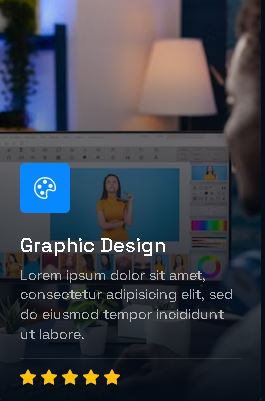 Graphic Design
Lorem ipsum dolor sit amet,
consectetur adipisicing elit, sed
do eiusmod tempor incididunt
ut labore.